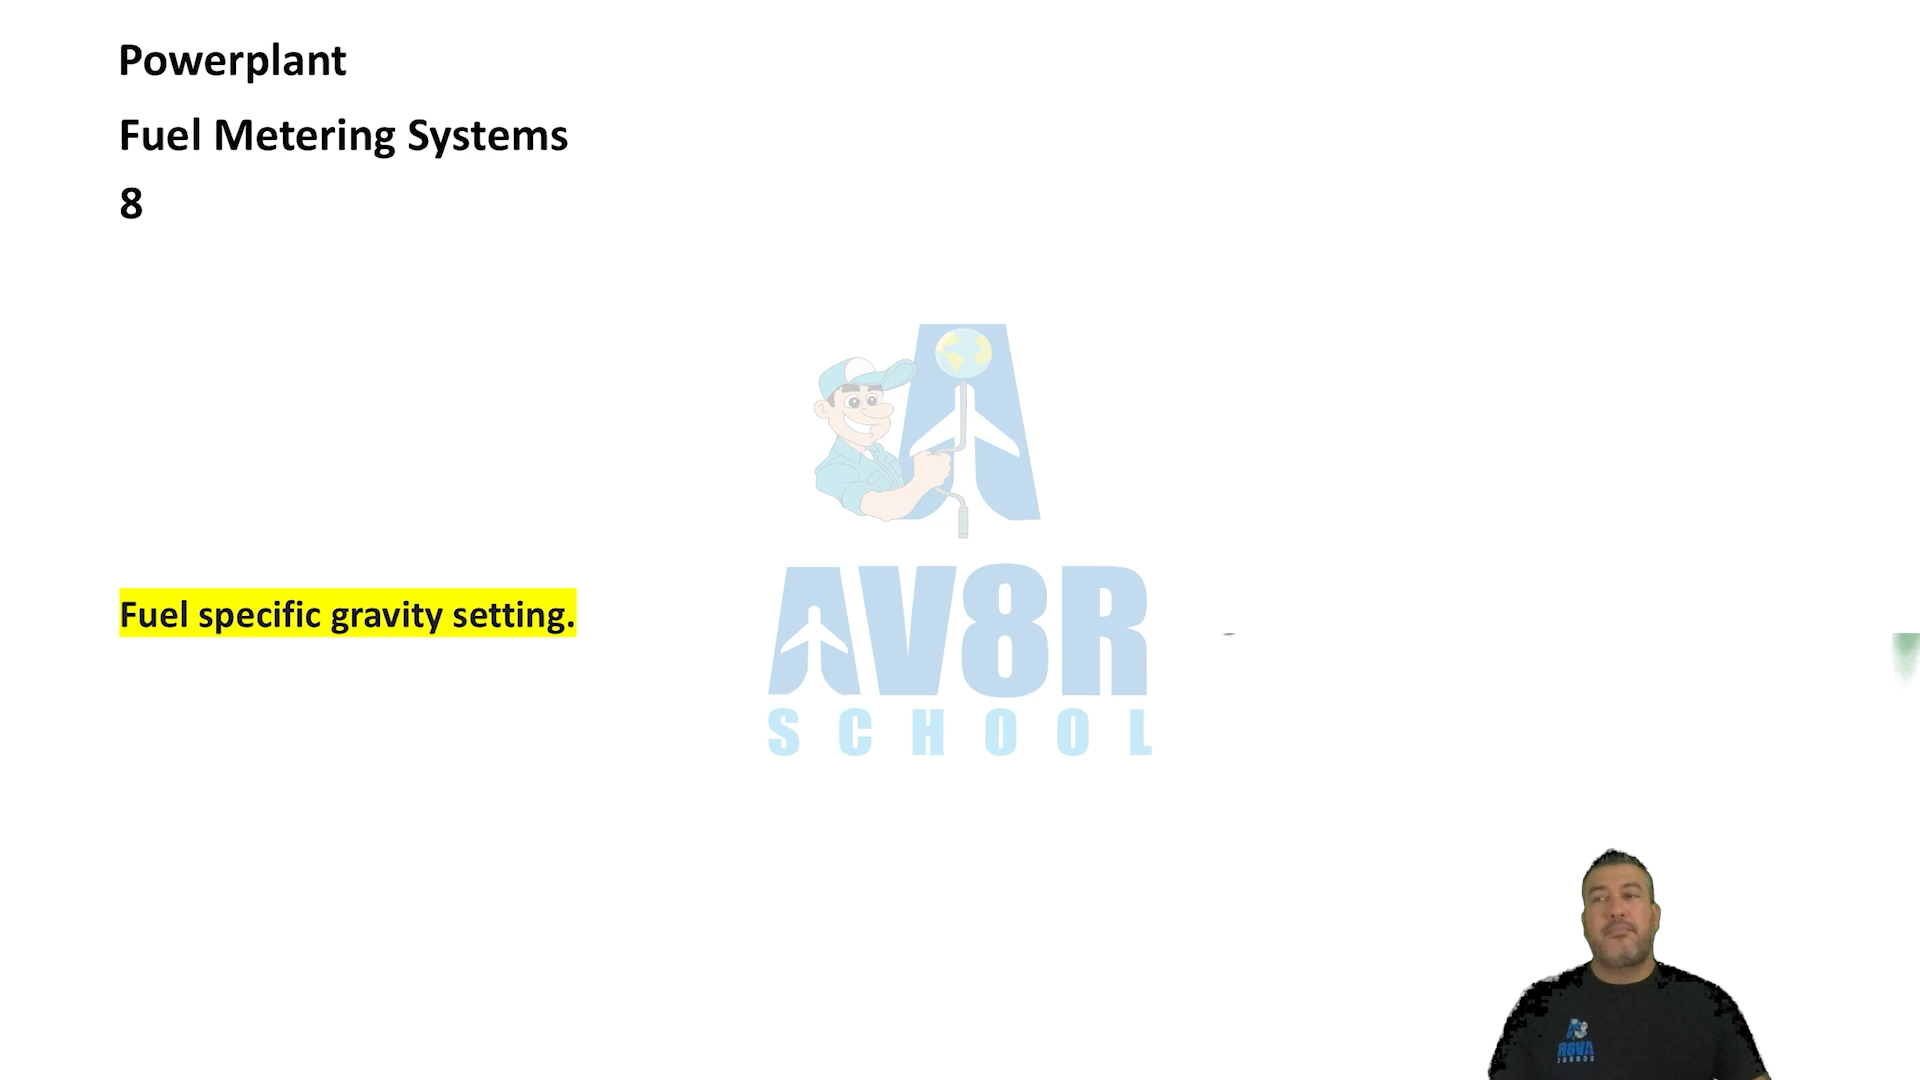 Powerplant
Fuel Metering Systems
8
Fuel specific gravity setting.
AV8R
SCHOOL